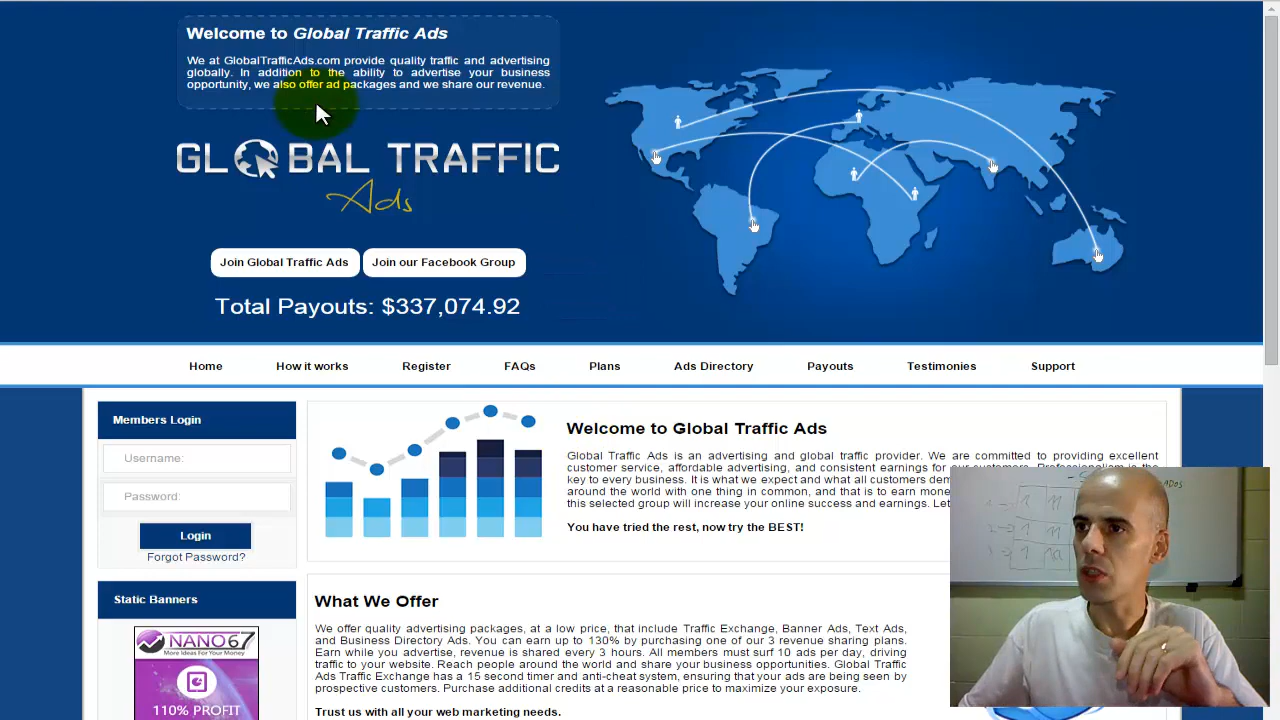 Welcome to Global Traffic Ads
We at GlobalTrafficAds.com provide quality traffic and advertising
globally. In addition to the ability to advertise your business
opportunity, we also offer ad packages and we share our revenue.
GLOBAL TRAFFIC
Ads
Join Global Traffic Ads
Join our Facebook Group
Total Payouts: $337,074.92
Home
How it works
Register
FAQs
Plans
Ads Directory
Payouts
Testimonies
Support
Members Login
Username:
Password:
Login
Forgot Password?
Static Banners
NANO67
More Ideas For Your Money
110% PROFIT
Welcome to Global Traffic Ads
Global Traffic Ads is an advertising and global traffic provider. We are committed to providing excellent
customer service, affordable advertising, and consistent earnings for our customers. Professionalism is the
key to every business. It is what we expect and what all customers
around the world with one thing in common, and that is to earn
this selected group will increase your online success and earnings.
You have tried the rest, now try the BEST!
What We Offer
We offer quality advertising packages, at a low price, that include Traffic Exchange, Banner Ads, Text Ads,
and Business Directory Ads. You can earn up to 130% by purchasing one of our 3 revenue sharing plans.
Earn while you advertise, revenue is shared every 3 hours. All members must surf 10 ads per day, driving
traffic to your website. Reach people around the world and share your business opportunities. Global Traffic
Ads Traffic Exchange has a 15 second timer and anti-cheat system, ensuring that your ads are being seen by
prospective customers. Purchase additional credits at a reasonable price to maximize your exposure.
Trust us with all your web marketing needs.